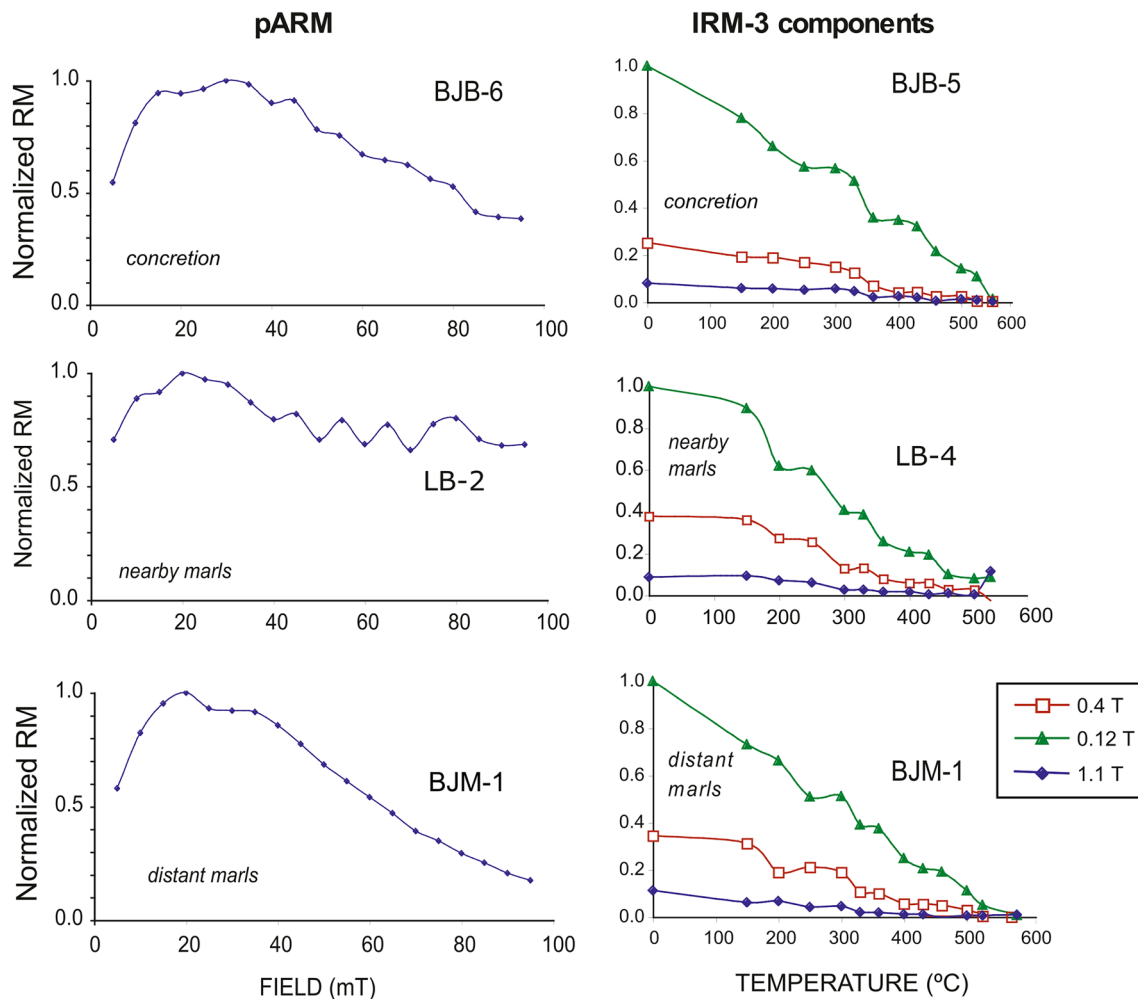 pARM
IRM-3 components
Normalized RM
1.0
0.5
0.0
BJB-6
concretion
0
20
40
60
80
100
1.0
0.8
0.6
0.4
0.2
0.0
BJB-5
concretion
0
100
200
300
400
500
600
Normalized RM
1.0
0.5
0.0
LB-2
nearby marls
0
20
40
60
80
100
1.0
0.8
0.6
0.4
0.2
0.0
nearby
marls
LB-4
0
100
200
300
400
500
600
Normalized RM
1.0
0.5
0.0
BJM-1
distant marls
0
20
40
60
80
100
FIELD (mT)
1.0
0.8
0.6
0.4
0.2
0.0
distant
marls
BJM-1
0
100
200
300
400
500
600
TEMPERATURE (ºC)
0.4 T
0.12 T
1.1 T